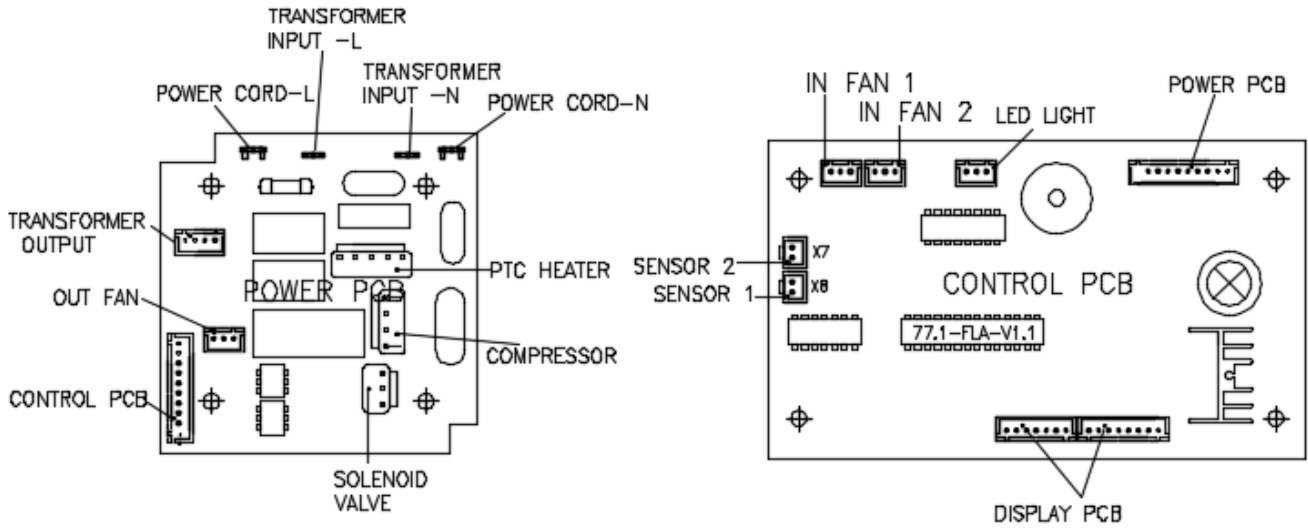 TRANSFORMER
INPUT -L
TRANSFORMER
INPUT -N
POWER CORD-L
POWER CORD-N
TRANSFORMER
OUTPUT
PTC HEATER
OUT FAN
POWER PCB
COMPRESSOR
CONTROL PCB
SOLENOID
VALVE
IN FAN 1
IN FAN 2
LED LIGHT
POWER PCB
SENSOR 2
X7
SENSOR 1
X8
CONTROL PCB
77.1-FLA-V1.1
DISPLAY PCB